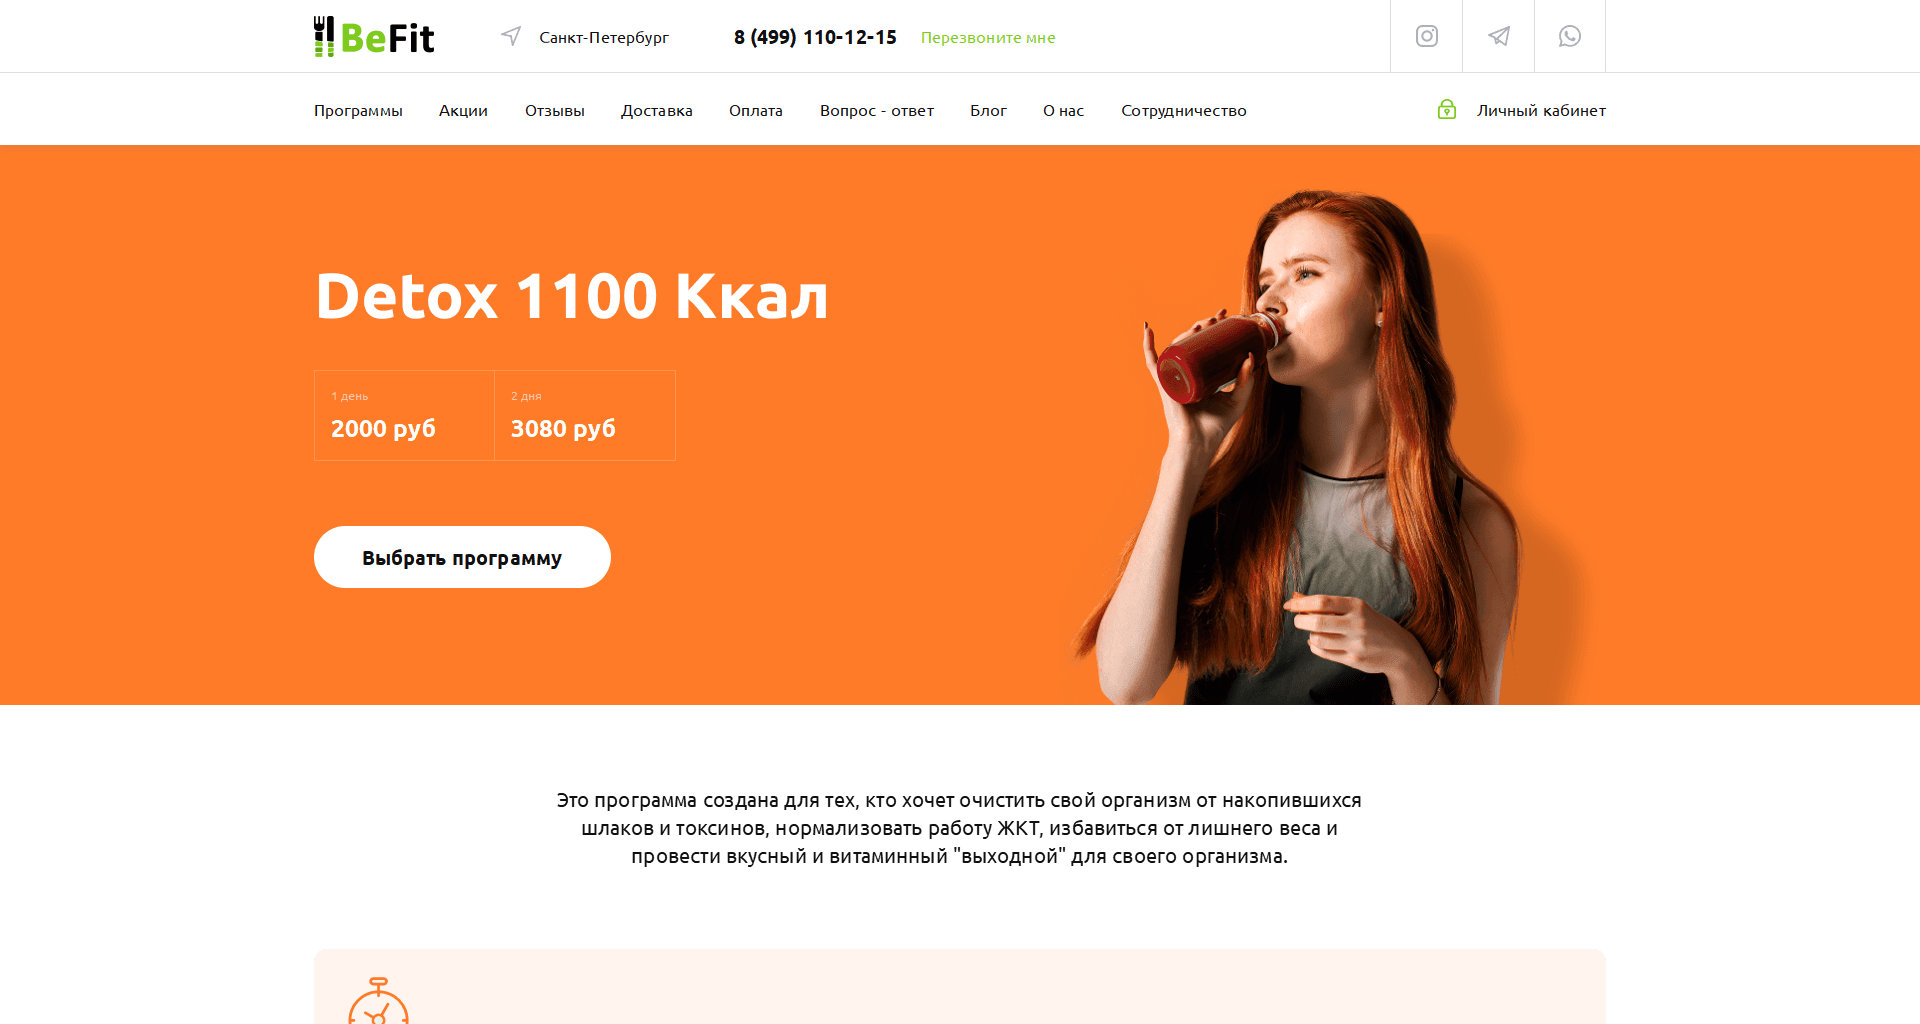 BeFit
Санкт-Петербург
8 (499) 110-12-15
Перезвоните мне
Программы
Акции
Отзывы
Доставка
Оплата
Вопрос - ответ
Блог
О нас
Сотрудничество
Личный кабинет
Detox 1100 Ккал
1 день
2000 руб
2 дня
3080 руб
Выбрать программу
Это программа создана для тех, кто хочет очистить свой организм от накопившихся
шлаков и токсинов, нормализовать работу ЖКТ, избавиться от лишнего веса и
провести вкусный и витаминный "выходной" для своего организма.